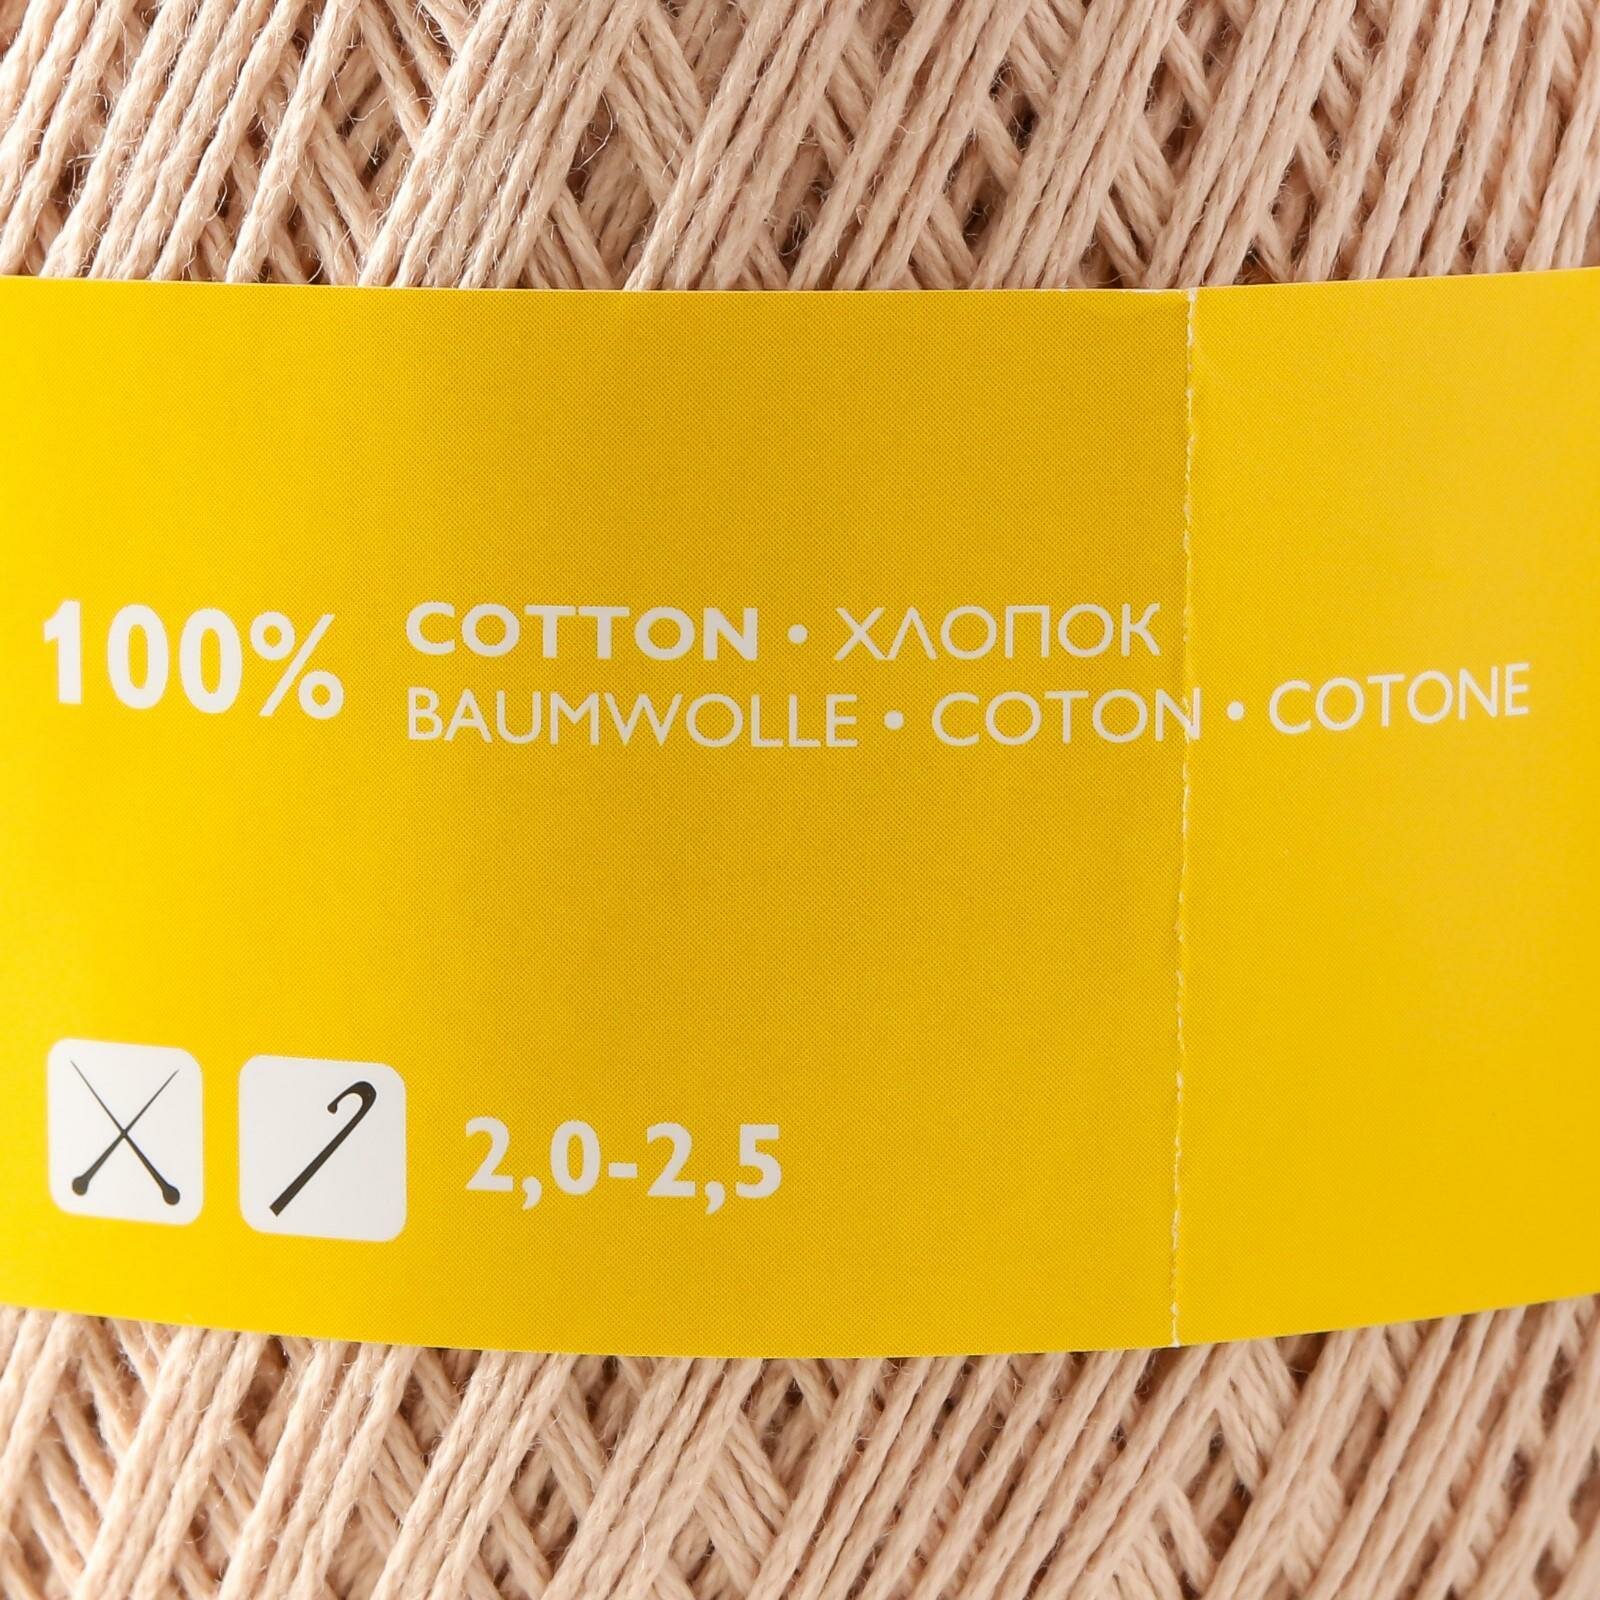 100% COTTON • ХЛОПОК
BAUMWOLLE • COTON • COTONE
2,0-2,5